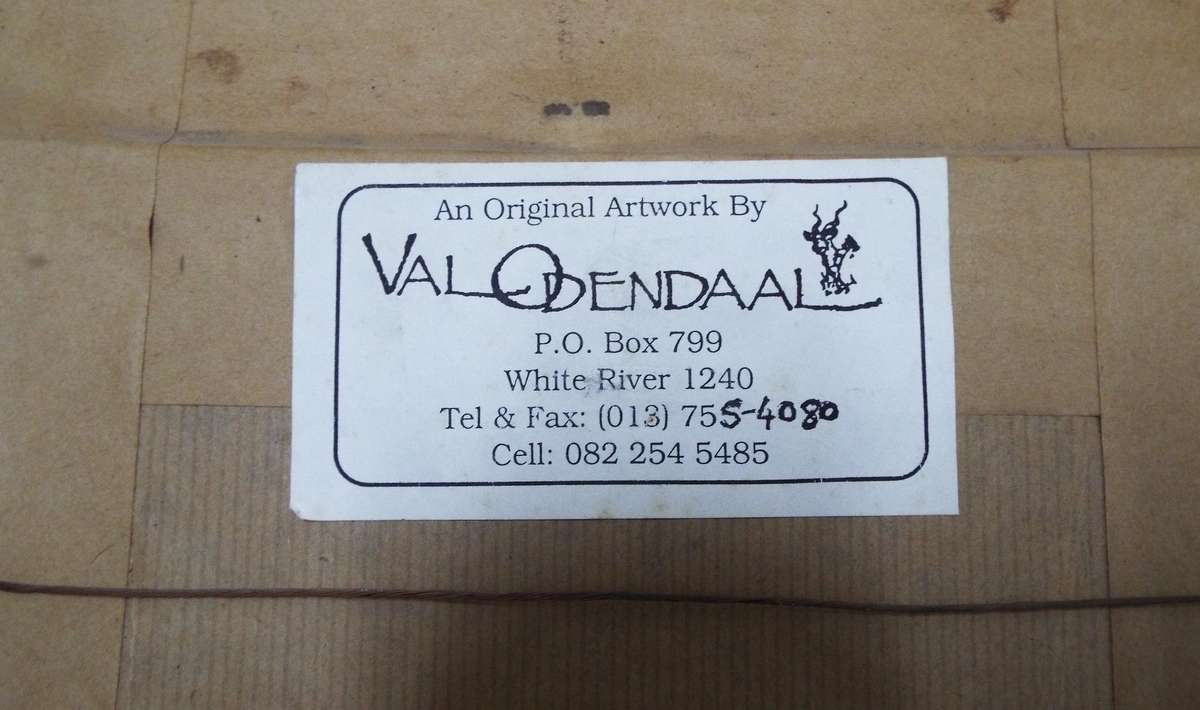 An Original Artwork By
VAL ODENDAAL
P.O. Box 799
White River 1240
Tel & Fax: (013) 755-4080
Cell: 082 254 5485